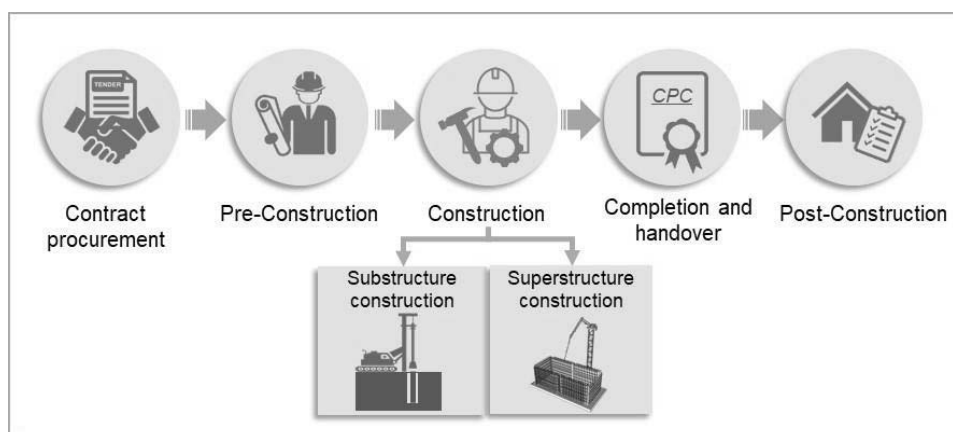 TENDER
CPC
Contract
procurement
Pre-Construction
Construction
Completion and
handover
Post-Construction
Substructure
construction
Superstructure
construction